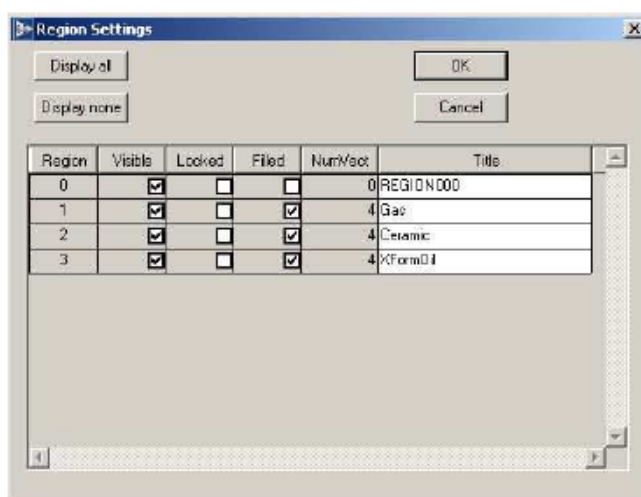 Region Settings
Display all
OK
Display none
Cancel
Region Visible Locked Filled NumVect Title
0 0 REGION000
1 4 Gas
2 4 Ceramic
3 4 XFormOil